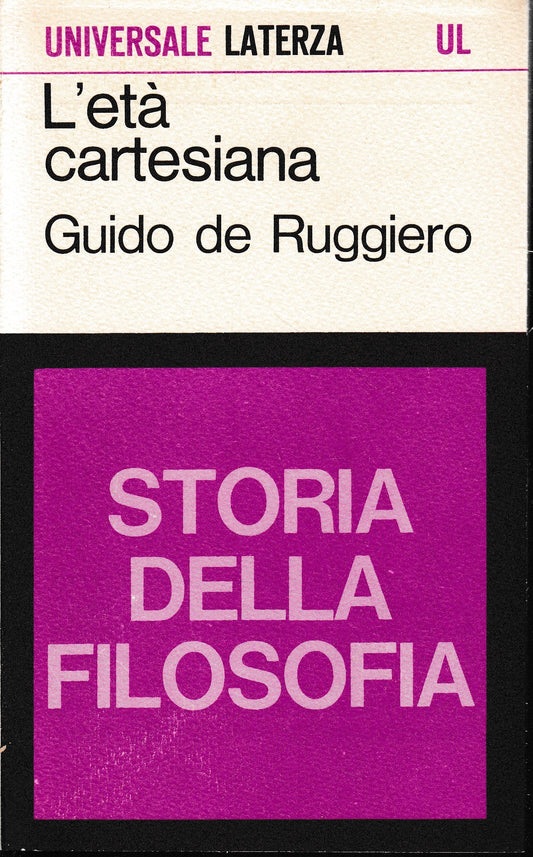 UNIVERSALE LATERZA UL
L'età
cartesiana
Guido de Ruggiero
STORIA
DELLA
FILOSOFIA